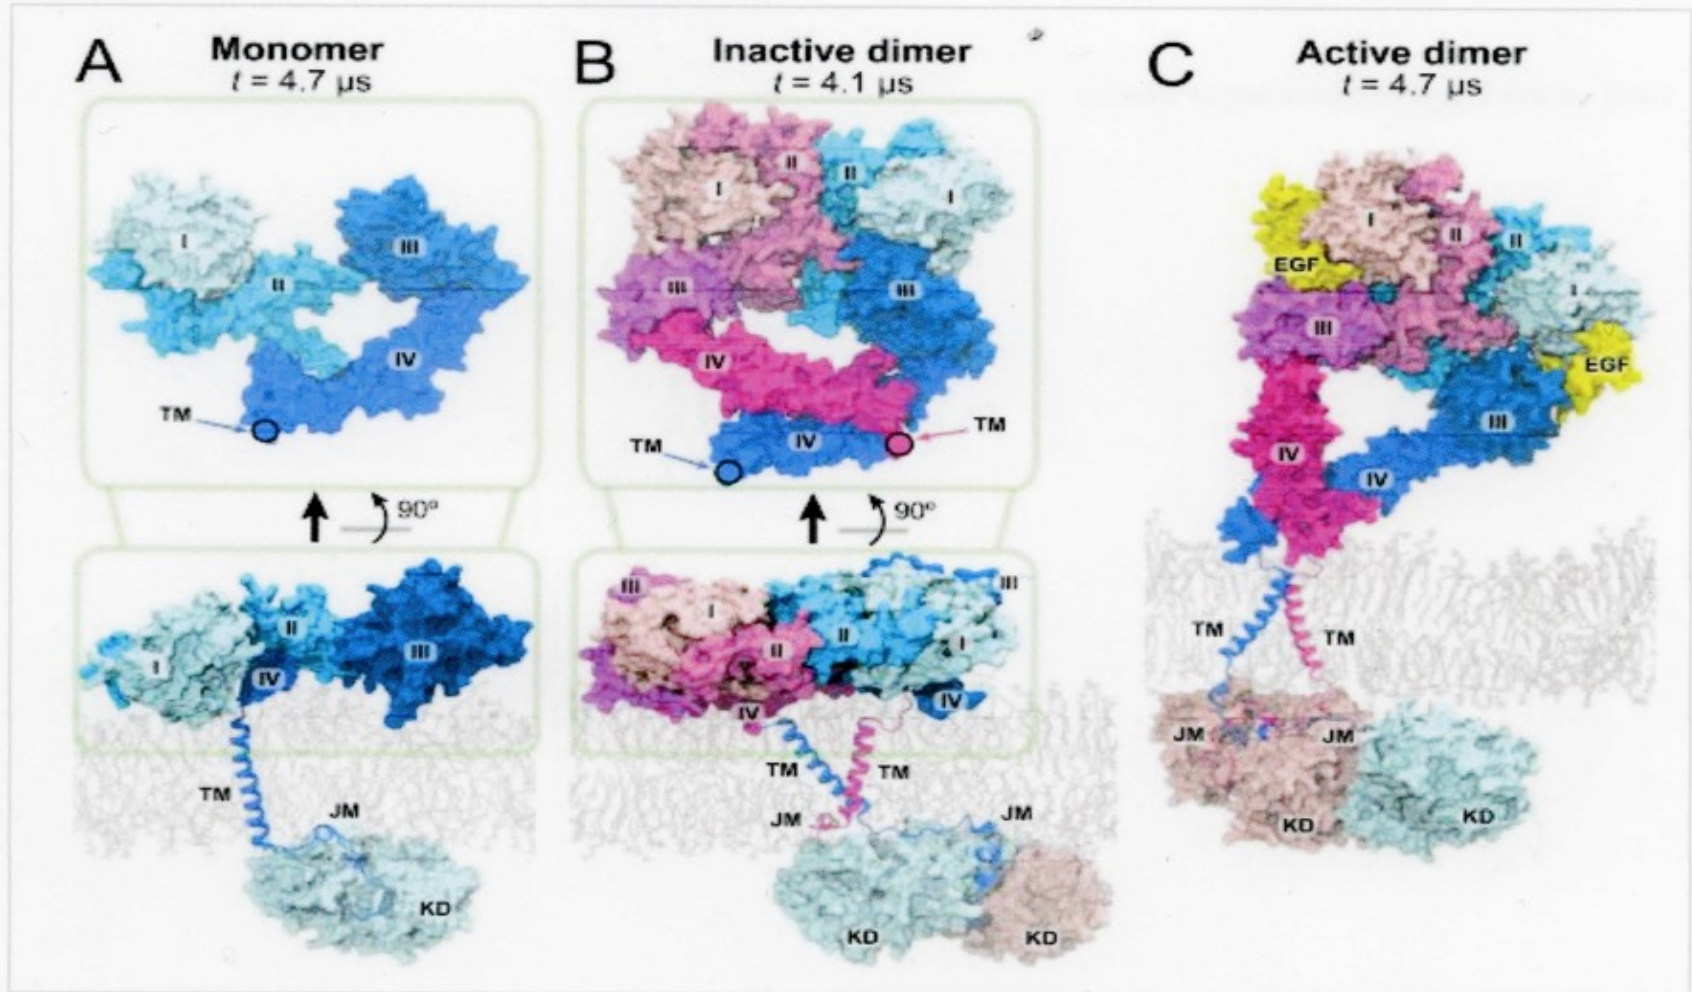 A
Monomer
t = 4.7 µs
I
II
III
IV
TM
90º
I
II
III
IV
TM
JM
KD
B
Inactive dimer
t = 4.1 µs
II
II
I
I
III
III
IV
IV
TM
TM
90º
III
III
I
II
II
I
IV
IV
TM
TM
JM
JM
KD
KD
C
Active dimer
t = 4.7 µs
I
II
II
EGF
I
III
EGF
III
IV
IV
TM
TM
JM
JM
KD
KD